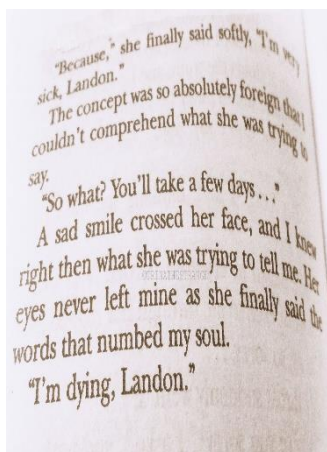 "Because," she finally said softly, "I'm very
sick, Landon."
The concept was so absolutely foreign that I
couldn't comprehend what she was trying to
say.
"So what? You'll take a few days . . ."
A sad smile crossed her face, and I knew
right then what she was trying to tell me. Her
eyes never left mine as she finally said the
words that numbed my soul.
"I'm dying, Landon."